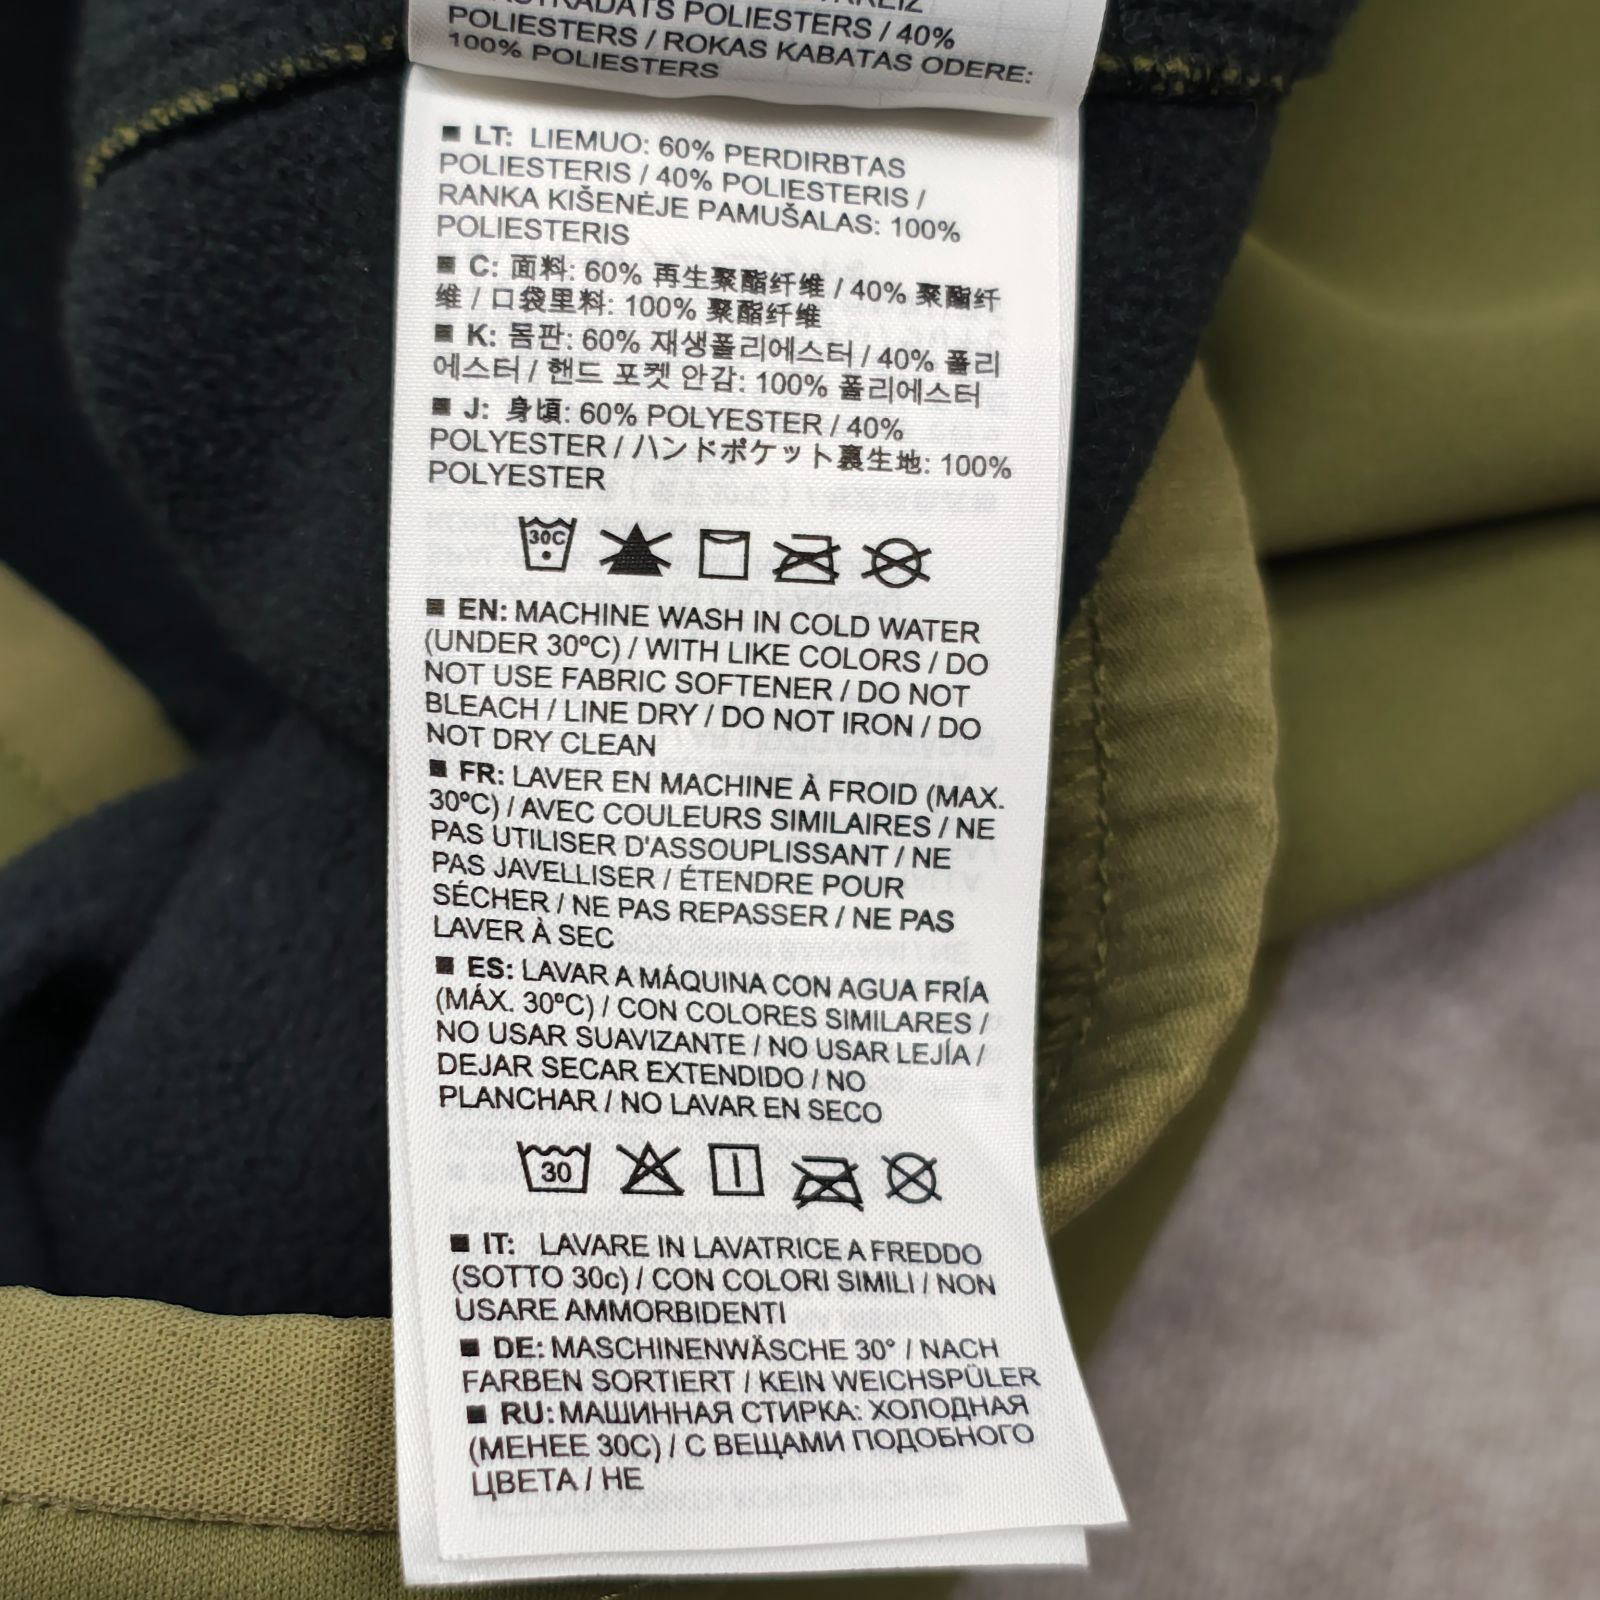 POLIESTERS / 40%
POLIESTERS / ROKAS KABATAS ODERE:
100% POLIESTERS
■ LT: LIEMUO: 60% PERDIRBTAS
POLIESTERIS / 40% POLIESTERIS /
RANKA KIŠENĖJE PAMUŠALAS: 100%
POLIESTERIS
■ C: 面料: 60% 再生聚酯纤维 / 40% 聚酯纤
维 / 口袋里料: 100% 聚酯纤维
■ K: 몸판: 60% 재생폴리에스터 / 40% 폴리
에스터 / 핸드 포켓 안감: 100% 폴리에스터
■ J: 身頃: 60% POLYESTER / 40%
POLYESTER / ハンドポケット裏生地: 100%
POLYESTER
30C
■ EN: MACHINE WASH IN COLD WATER
(UNDER 30ºC) / WITH LIKE COLORS / DO
NOT USE FABRIC SOFTENER / DO NOT
BLEACH / LINE DRY / DO NOT IRON / DO
NOT DRY CLEAN
■ FR: LAVER EN MACHINE À FROID (MAX.
30ºC) / AVEC COULEURS SIMILAIRES / NE
PAS UTILISER D'ASSOUPLISSANT / NE
PAS JAVELLISER / ÉTENDRE POUR
SÉCHER / NE PAS REPASSER / NE PAS
LAVER À SEC
■ ES: LAVAR A MÁQUINA CON AGUA FRÍA
(MÁX. 30ºC) / CON COLORES SIMILARES /
NO USAR SUAVIZANTE / NO USAR LEJÍA /
DEJAR SECAR EXTENDIDO / NO
PLANCHAR / NO LAVAR EN SECO
30
■ IT: LAVARE IN LAVATRICE A FREDDO
(SOTTO 30c) / CON COLORI SIMILI / NON
USARE AMMORBIDENTI
■ DE: MASCHINENWÄSCHE 30° / NACH
FARBEN SORTIERT / KEIN WEICHSPÜLER
■ RU: МАШИННАЯ СТИРКА: ХОЛОДНАЯ
(МЕНЕЕ 30C) / С ВЕЩАМИ ПОДОБНОГО
ЦВЕТА / НЕ